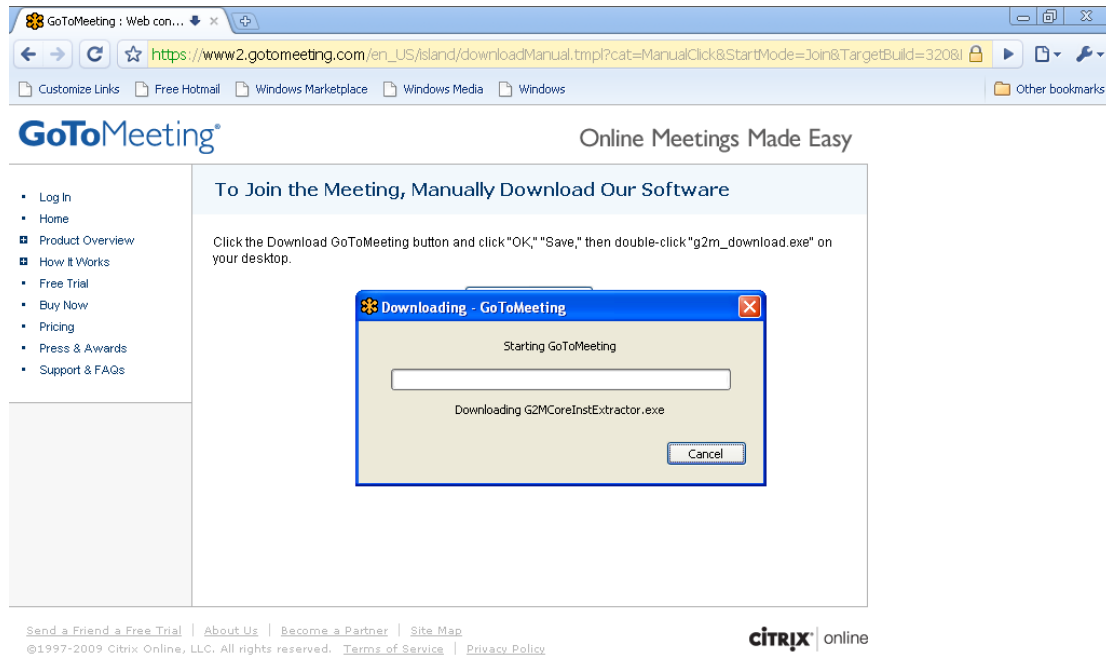 GoToMeeting : Web con...
https://www2.gotomeeting.com/en_US/island/downloadManual.tmpl?cat=ManualClick&StartMode=Join&TargetBuild=320&
Customize Links Free Hotmail Windows Marketplace Windows Media Windows Other bookmarks
GoToMeeting® Online Meetings Made Easy
To Join the Meeting, Manually Download Our Software
Log In
Home
Product Overview
How It Works
Free Trial
Buy Now
Pricing
Press & Awards
Support & FAQs
Click the Download GoToMeeting button and click "OK," "Save," then double-click "g2m_download.exe" on
your desktop.
Downloading - GoToMeeting
Starting GoToMeeting
Downloading G2MCoreInstExtractor.exe
Cancel
Send a Friend a Free Trial | About Us | Become a Partner | Site Map
©1997-2009 Citrix Online, LLC. All rights reserved. Terms of Service | Privacy Policy
CİTRIX® online